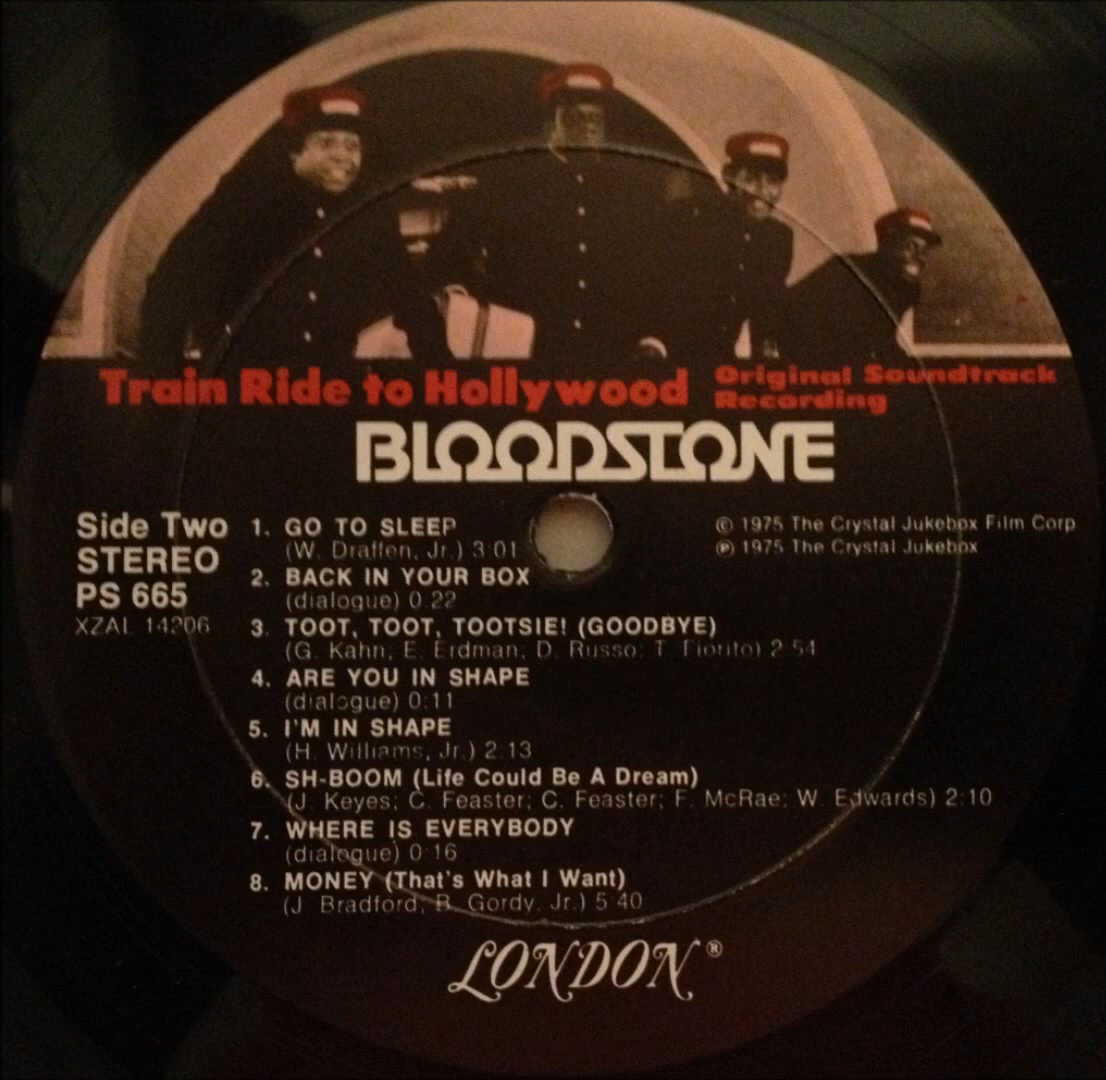 Train Ride to Hollywood Original Soundtrack
Recording
BLOODSTONE
Side Two
STEREO
PS 665
XZAL 14206
© 1975 The Crystal Jukebox Film Corp
℗ 1975 The Crystal Jukebox
1. GO TO SLEEP
(W. Draffen, Jr.) 3:01
2. BACK IN YOUR BOX
(dialogue) 0:22
3. TOOT, TOOT, TOOTSIE! (GOODBYE)
(G. Kahn; E. Erdman; D. Russo; T. Fiorito) 2:54
4. ARE YOU IN SHAPE
(dialogue) 0:11
5. I'M IN SHAPE
(H. Williams, Jr.) 2:13
6. SH-BOOM (Life Could Be A Dream)
(J. Keyes; C. Feaster; C. Feaster; F. McRae; W. Edwards) 2:10
7. WHERE IS EVERYBODY
(dialogue) 0:16
8. MONEY (That's What I Want)
(J. Bradford; B. Gordy, Jr.) 5:40
LONDON®